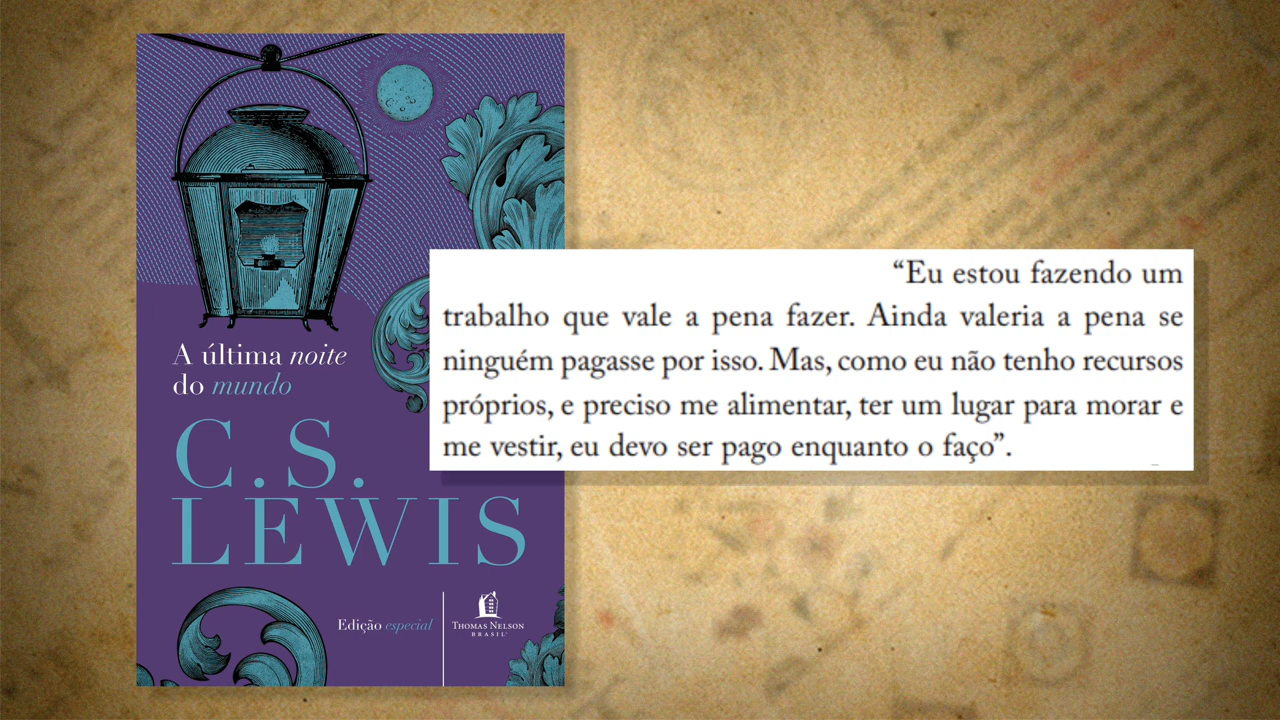 A última noite
do mundo
C.S.
LEWIS
Edição especial
THOMAS NELSON
BRASIL
“Eu estou fazendo um
trabalho que vale a pena fazer. Ainda valeria a pena se
ninguém pagasse por isso. Mas, como eu não tenho recursos
próprios, e preciso me alimentar, ter um lugar para morar e
me vestir, eu devo ser pago enquanto o faço”.